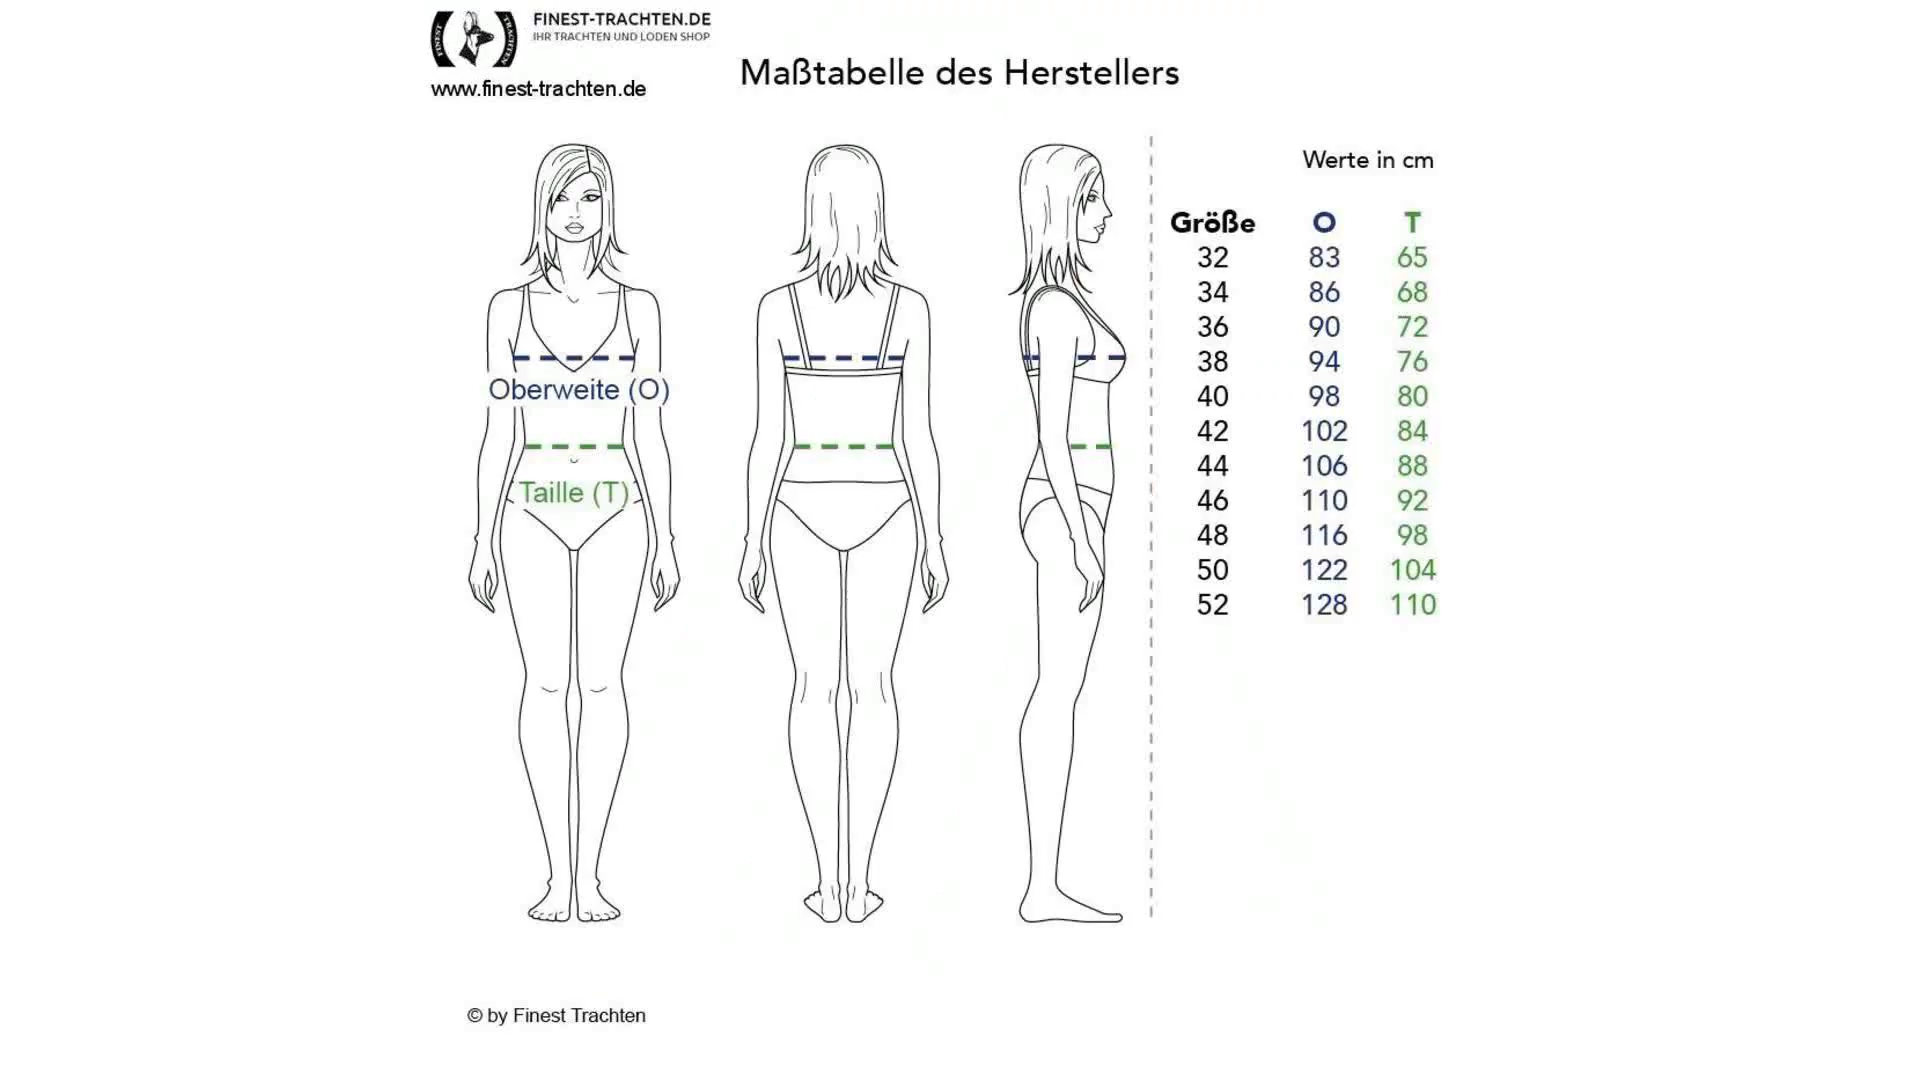 FINEST TRACHTEN
FINEST-TRACHTEN.DE
IHR TRACHTEN UND LODEN SHOP
www.finest-trachten.de
Maßtabelle des Herstellers
Werte in cm
Größe O T
32 83 65
34 86 68
36 90 72
38 94 76
40 98 80
42 102 84
44 106 88
46 110 92
48 116 98
50 122 104
52 128 110
Oberweite (O)
Taille (T)
© by Finest Trachten